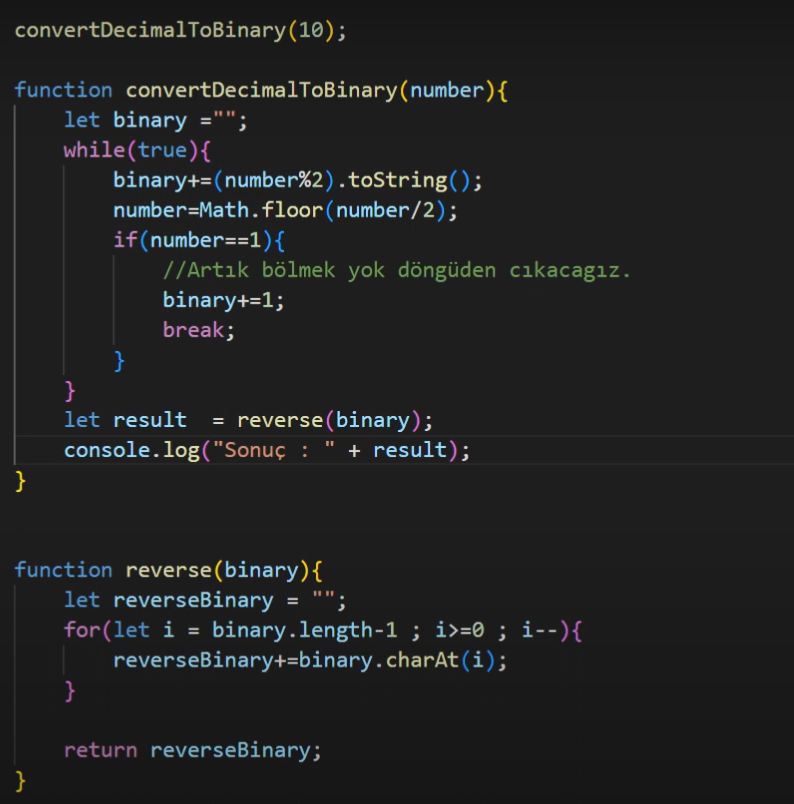 convertDecimalToBinary(10);
function convertDecimalToBinary(number){
let binary ="";
while(true){
binary+=(number%2).toString();
number=Math.floor(number/2);
if(number==1){
//Artık bölmek yok döngüden cıkacagız.
binary+=1;
break;
}
}
let result  = reverse(binary);
console.log("Sonuç : " + result);
}
function reverse(binary){
let reverseBinary = "";
for(let i = binary.length-1 ; i>=0 ; i--){
reverseBinary+=binary.charAt(i);
}
return reverseBinary;
}